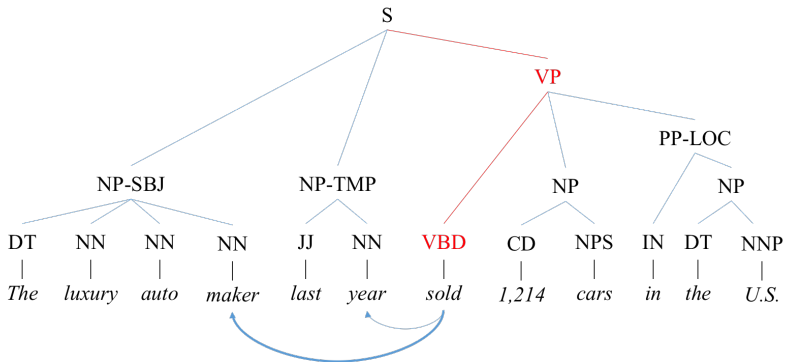 S
VP
PP-LOC
NP-SBJ NP-TMP NP NP
DT NN NN NN JJ NN VBD CD NPS IN DT NNP
The luxury auto maker last year sold 1,214 cars in the U.S.